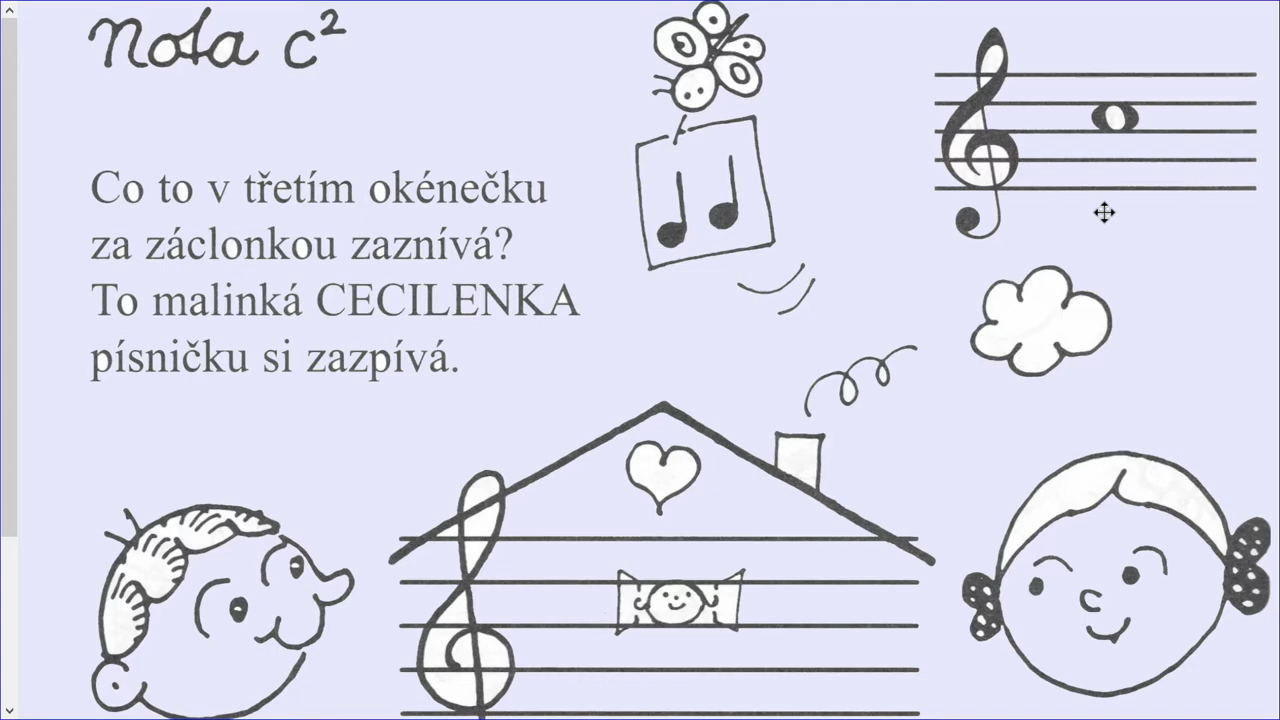 Nota c²
Co to v třetím okénečku
za záclonkou zaznívá?
To malinká CECILENKA
písničku si zazpívá.